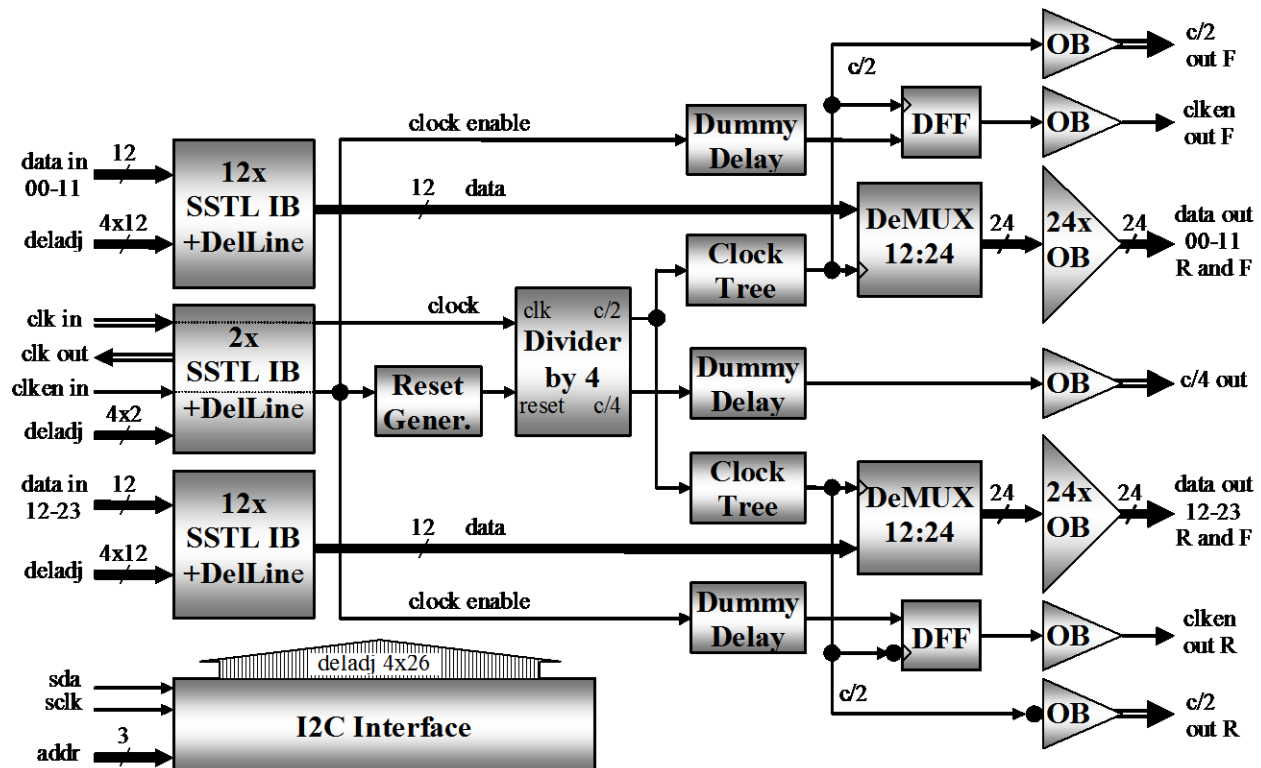 c/2
out F
OB
c/2
clken
out F
OB
DFF
clock enable
Dummy
Delay
data in
00-11
12
12x
SSTL IB
+DelLine
deladj
4x12
12
data
DeMUX
12:24
24
24x
OB
24
data out
00-11
R and F
Clock
Tree
clk in
clk out
clken in
deladj
4x2
2x
SSTL IB
+DelLine
clock
clk
c/2
Divider
by 4
reset
c/4
Reset
Gener.
Dummy
Delay
OB
c/4 out
data in
12-23
12
12x
SSTL IB
+DelLine
deladj
4x12
12
data
Clock
Tree
DeMUX
12:24
24
24x
OB
24
data out
12-23
R and F
clock enable
Dummy
Delay
DFF
OB
clken
out R
c/2
OB
c/2
out R
deladj 4x26
sda
sclk
addr
3
I2C Interface